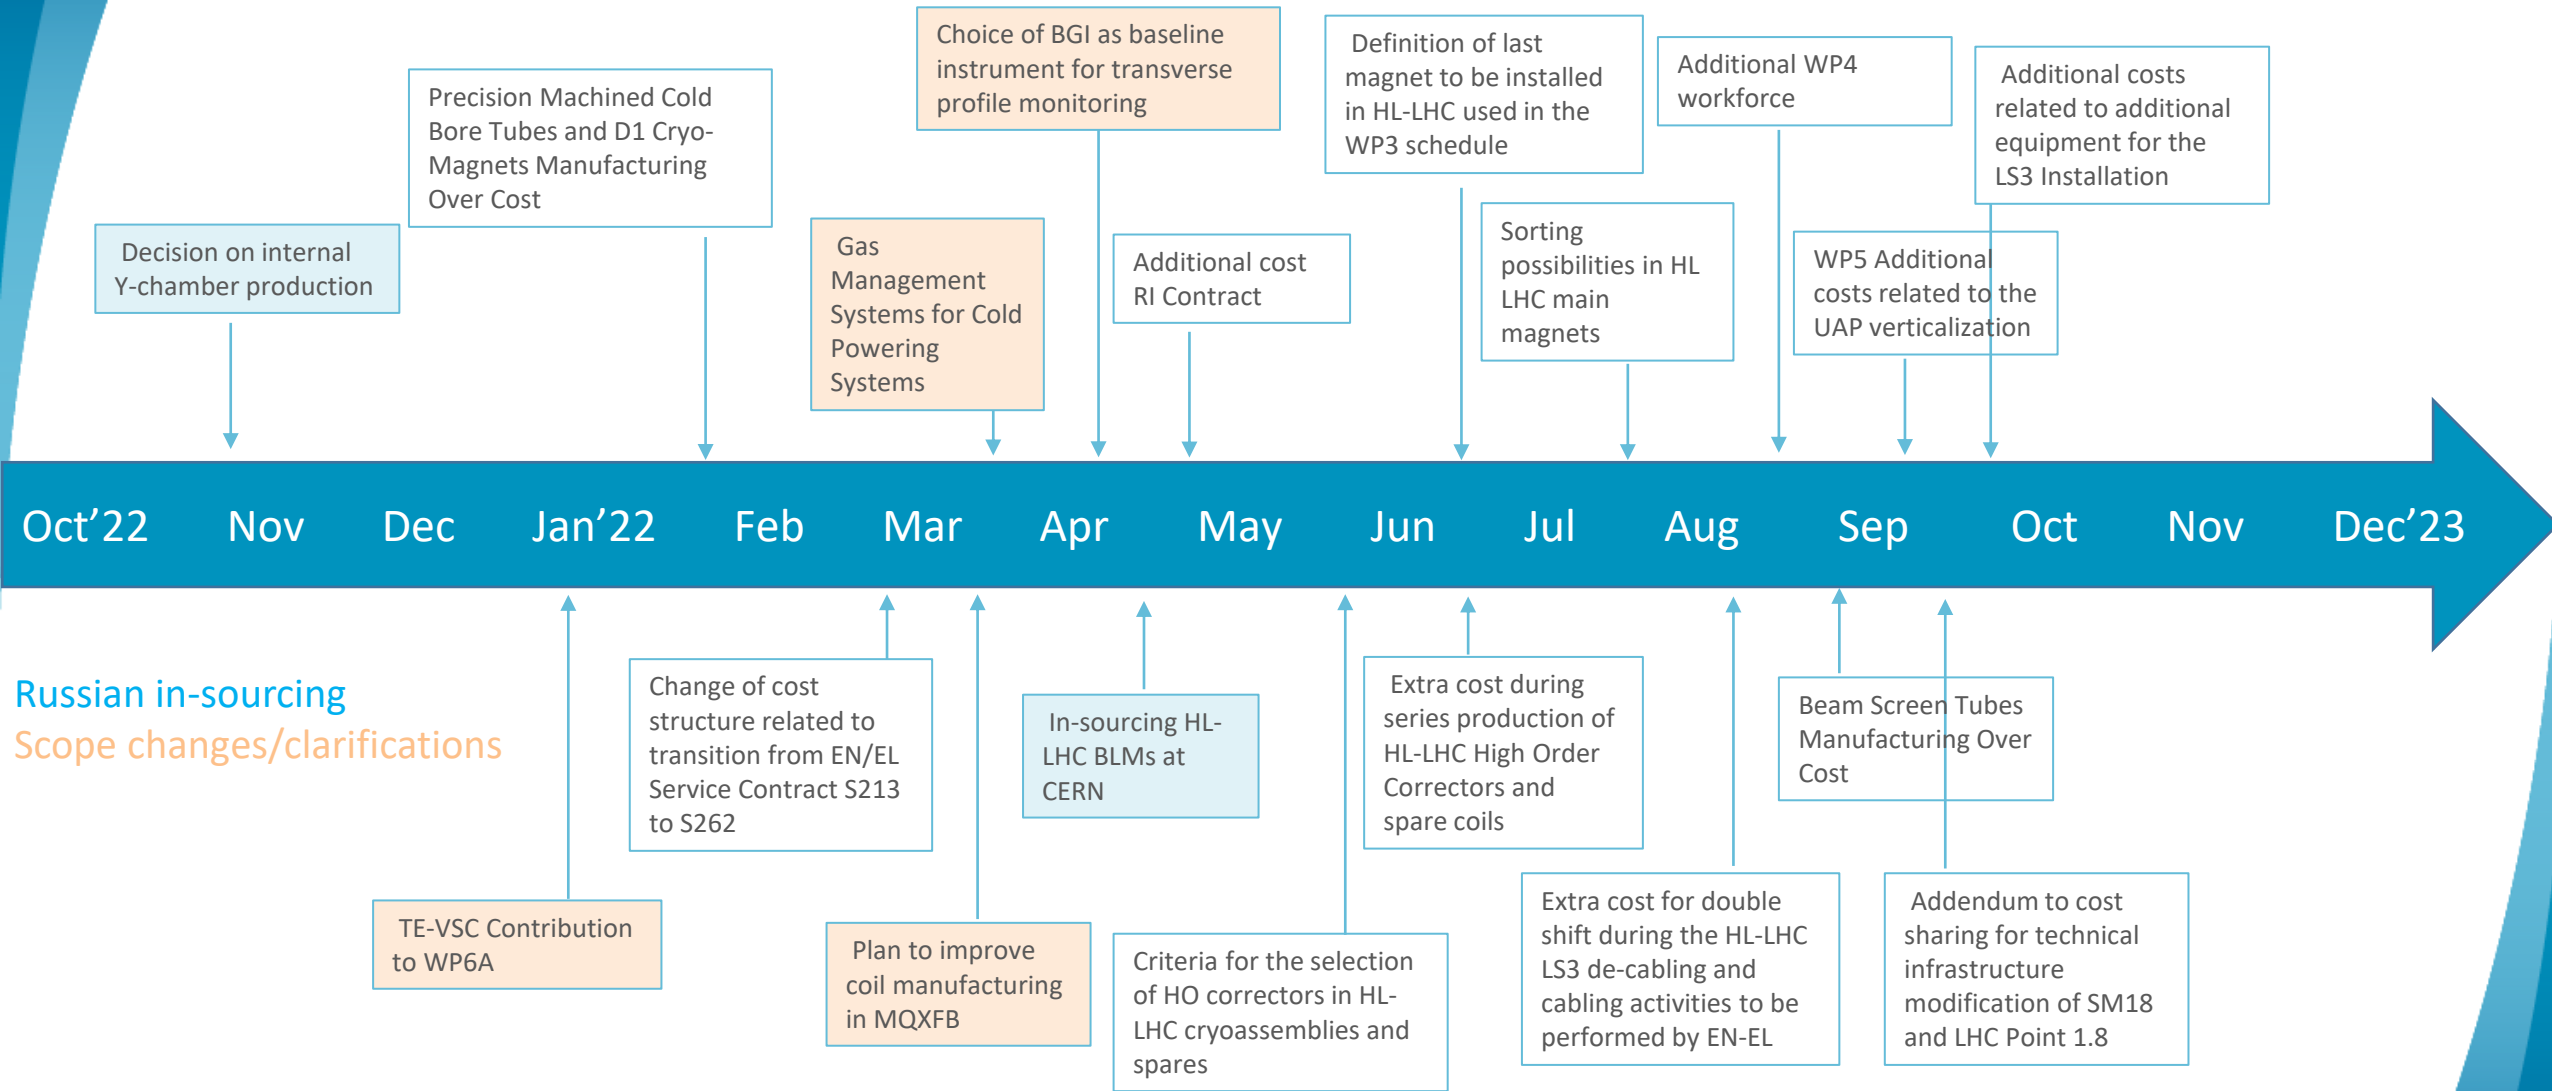 Decision on internal
Y-chamber production
Precision Machined Cold
Bore Tubes and D1 Cryo-
Magnets Manufacturing
Over Cost
Gas
Management
Systems for Cold
Powering
Systems
Choice of BGI as baseline
instrument for transverse
profile monitoring
Additional cost
RI Contract
Definition of last
magnet to be installed
in HL-LHC used in the
WP3 schedule
Sorting
possibilities in HL
LHC main
magnets
Additional WP4
workforce
WP5 Additional
costs related to the
UAP verticalization
Additional costs
related to additional
equipment for the
LS3 Installation
Oct’22 Nov Dec Jan’22 Feb Mar Apr May Jun Jul Aug Sep Oct Nov Dec’23
Russian in-sourcing
Scope changes/clarifications
TE-VSC Contribution
to WP6A
Change of cost
structure related to
transition from EN/EL
Service Contract S213
to S262
Plan to improve
coil manufacturing
in MQXFB
In-sourcing HL-
LHC BLMs at
CERN
Criteria for the selection
of HO correctors in HL-
LHC cryoassemblies and
spares
Extra cost during
series production of
HL-LHC High Order
Correctors and
spare coils
Extra cost for double
shift during the HL-LHC
LS3 de-cabling and
cabling activities to be
performed by EN-EL
Beam Screen Tubes
Manufacturing Over
Cost
Addendum to cost
sharing for technical
infrastructure
modification of SM18
and LHC Point 1.8